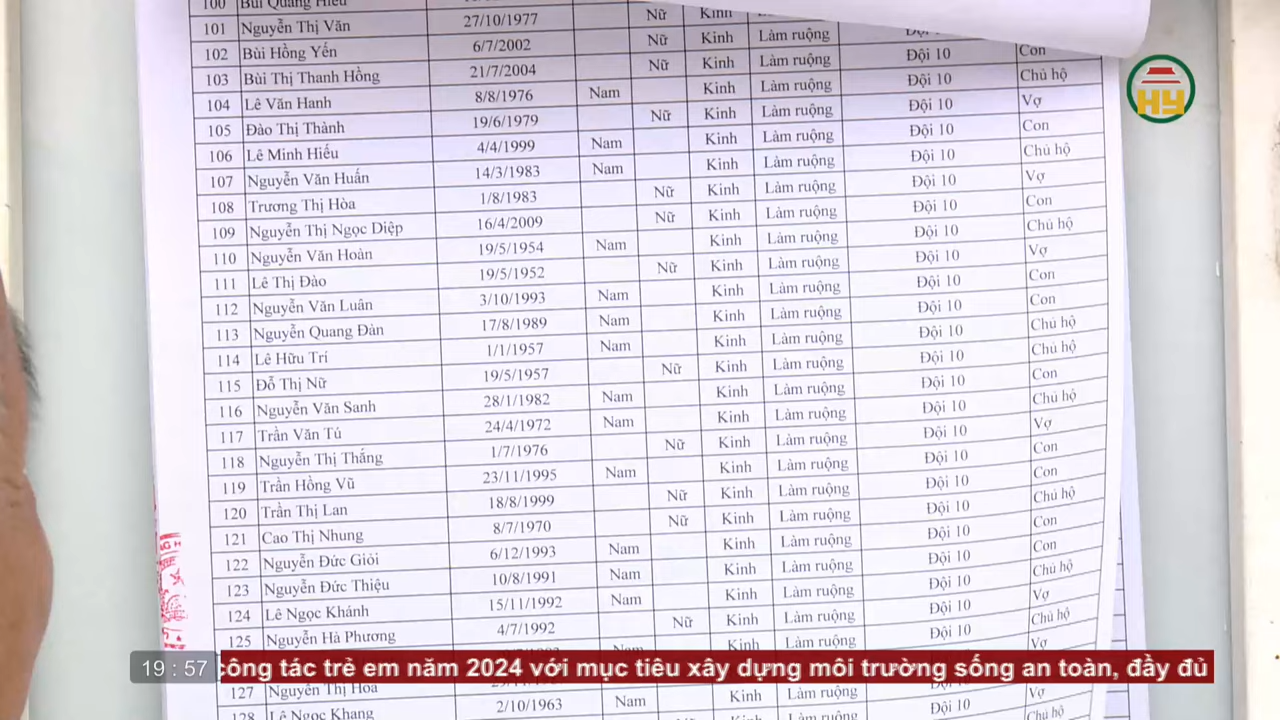 100 Bùi Quang Hiếu
101 Nguyễn Thị Vân 27/10/1977 Nữ Kinh
102 Bùi Hồng Yến 6/7/2002 Nữ Kinh Làm ruộng
103 Bùi Thị Thanh Hồng 21/7/2004 Nữ Kinh Làm ruộng Đội 10 Con
104 Lê Văn Hanh 8/8/1976 Nam Kinh Làm ruộng Đội 10 Chủ hộ
105 Đào Thị Thành 19/6/1979 Nữ Kinh Làm ruộng Đội 10 Vợ
106 Lê Minh Hiếu 4/4/1999 Nam Kinh Làm ruộng Đội 10 Con
107 Nguyễn Văn Huấn 14/3/1983 Nam Kinh Làm ruộng Đội 10 Chủ hộ
108 Trương Thị Hòa 1/8/1983 Nữ Kinh Làm ruộng Đội 10 Vợ
109 Nguyễn Thị Ngọc Diệp 16/4/2009 Nữ Kinh Làm ruộng Đội 10 Con
110 Nguyễn Văn Hoàn 19/5/1954 Nam Kinh Làm ruộng Đội 10 Chủ hộ
111 Lê Thị Đào 19/5/1952 Nữ Kinh Làm ruộng Đội 10 Vợ
112 Nguyễn Văn Luân 3/10/1993 Nam Kinh Làm ruộng Đội 10 Con
113 Nguyễn Quang Đản 17/8/1989 Nam Kinh Làm ruộng Đội 10 Con
114 Lê Hữu Trí 1/1/1957 Nam Kinh Làm ruộng Đội 10 Chủ hộ
115 Đỗ Thị Nữ 19/5/1957 Nữ Kinh Làm ruộng Đội 10 Chủ hộ
116 Nguyễn Văn Sanh 28/1/1982 Nam Kinh Làm ruộng Đội 10 Con
117 Trần Văn Tú 24/4/1972 Nam Kinh Làm ruộng Đội 10 Chủ hộ
118 Nguyễn Thị Thắng 1/7/1976 Nữ Kinh Làm ruộng Đội 10 Vợ
119 Trần Hồng Vũ 23/11/1995 Nam Kinh Làm ruộng Đội 10 Con
120 Trần Thị Lan 18/8/1999 Nữ Kinh Làm ruộng Đội 10 Con
121 Cao Thị Nhung 8/7/1970 Nữ Kinh Làm ruộng Đội 10 Chủ hộ
122 Nguyễn Đức Giỏi 6/12/1993 Nam Kinh Làm ruộng Đội 10 Con
123 Nguyễn Đức Thiệu 10/8/1991 Nam Kinh Làm ruộng Đội 10 Con
124 Lê Ngọc Khánh 15/11/1992 Nam Kinh Làm ruộng Đội 10 Chủ hộ
125 Nguyễn Hà Phương 4/7/1992 Nữ Kinh Làm ruộng Đội 10 Vợ
Nam Kinh Làm ruộng Đội 10 Chủ hộ
127 Nguyễn Thị Hoa Kinh Làm ruộng Đội 10 Vợ
128 Lê Ngọc Khang 2/10/1963 Nam Kinh Làm ruộng Chủ hộ
HY
19 : 57
công tác trẻ em năm 2024 với mục tiêu xây dựng môi trường sống an toàn, đầy đủ